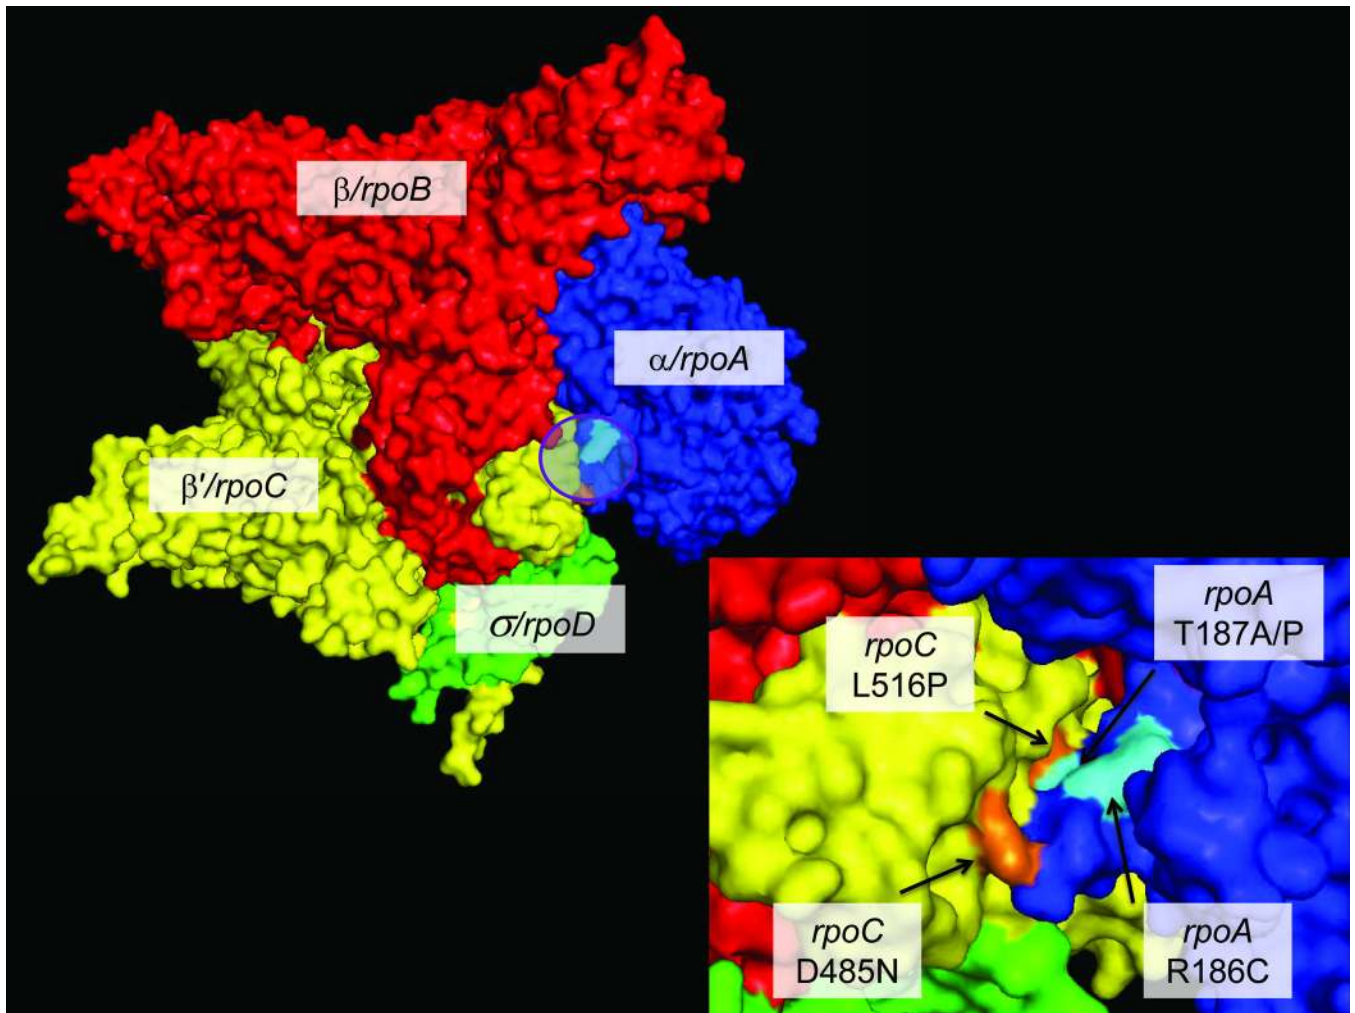 β/rpoB
α/rpoA
β'/rpoC
σ/rpoD
rpoA
T187A/P
rpoC
L516P
rpoC
D485N
rpoA
R186C